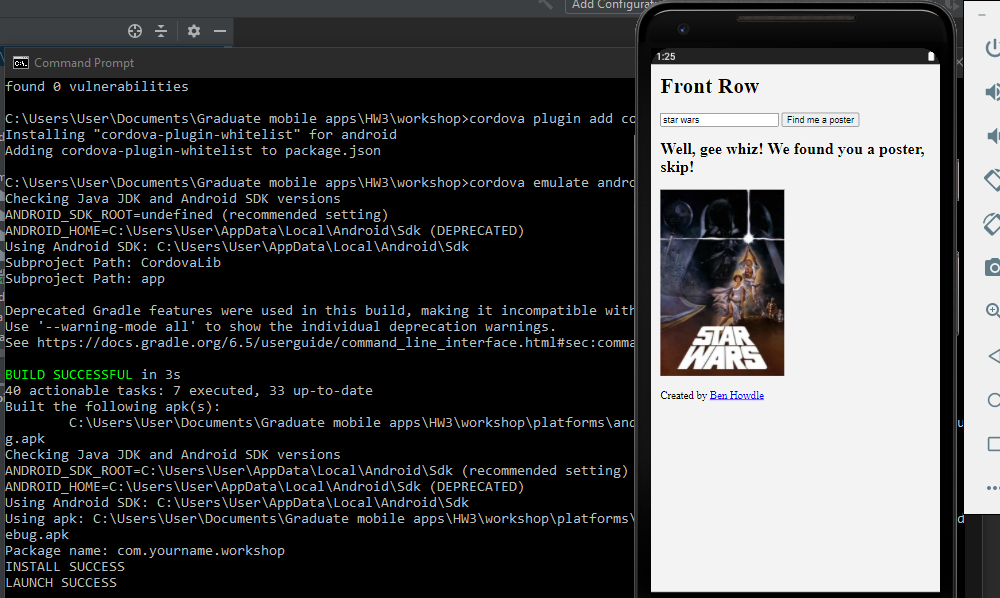 Add Configurat
Command Prompt
found 0 vulnerabilities
C:\Users\User\Documents\Graduate mobile apps\HW3\workshop>cordova plugin add co
Installing "cordova-plugin-whitelist" for android
Adding cordova-plugin-whitelist to package.json
C:\Users\User\Documents\Graduate mobile apps\HW3\workshop>cordova emulate andro
Checking Java JDK and Android SDK versions
ANDROID_SDK_ROOT=undefined (recommended setting)
ANDROID_HOME=C:\Users\User\AppData\Local\Android\Sdk (DEPRECATED)
Using Android SDK: C:\Users\User\AppData\Local\Android\Sdk
Subproject Path: CordovaLib
Subproject Path: app
Deprecated Gradle features were used in this build, making it incompatible with
Use '--warning-mode all' to show the individual deprecation warnings.
See https://docs.gradle.org/6.5/userguide/command_line_interface.html#sec:comma
BUILD SUCCESSFUL in 3s
40 actionable tasks: 7 executed, 33 up-to-date
Built the following apk(s):
C:\Users\User\Documents\Graduate mobile apps\HW3\workshop\platforms\and
g.apk
Checking Java JDK and Android SDK versions
ANDROID_SDK_ROOT=C:\Users\User\AppData\Local\Android\Sdk (recommended setting)
ANDROID_HOME=C:\Users\User\AppData\Local\Android\Sdk (DEPRECATED)
Using Android SDK: C:\Users\User\AppData\Local\Android\Sdk
Using apk: C:\Users\User\Documents\Graduate mobile apps\HW3\workshop\platforms\
ebug.apk
Package name: com.yourname.workshop
INSTALL SUCCESS
LAUNCH SUCCESS
1:25
Front Row
star wars Find me a poster
Well, gee whiz! We found you a poster,
skip!
STAR
WARS
Created by Ben Howdle